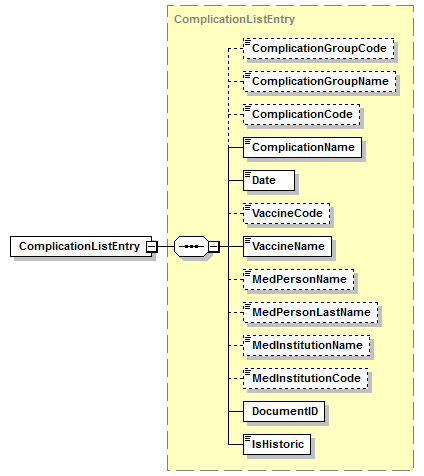 ComplicationListEntry
ComplicationGroupCode
ComplicationGroupName
ComplicationCode
ComplicationName
Date
VaccineCode
ComplicationListEntry
VaccineName
MedPersonName
MedPersonLastName
MedInstitutionName
MedInstitutionCode
DocumentID
IsHistoric